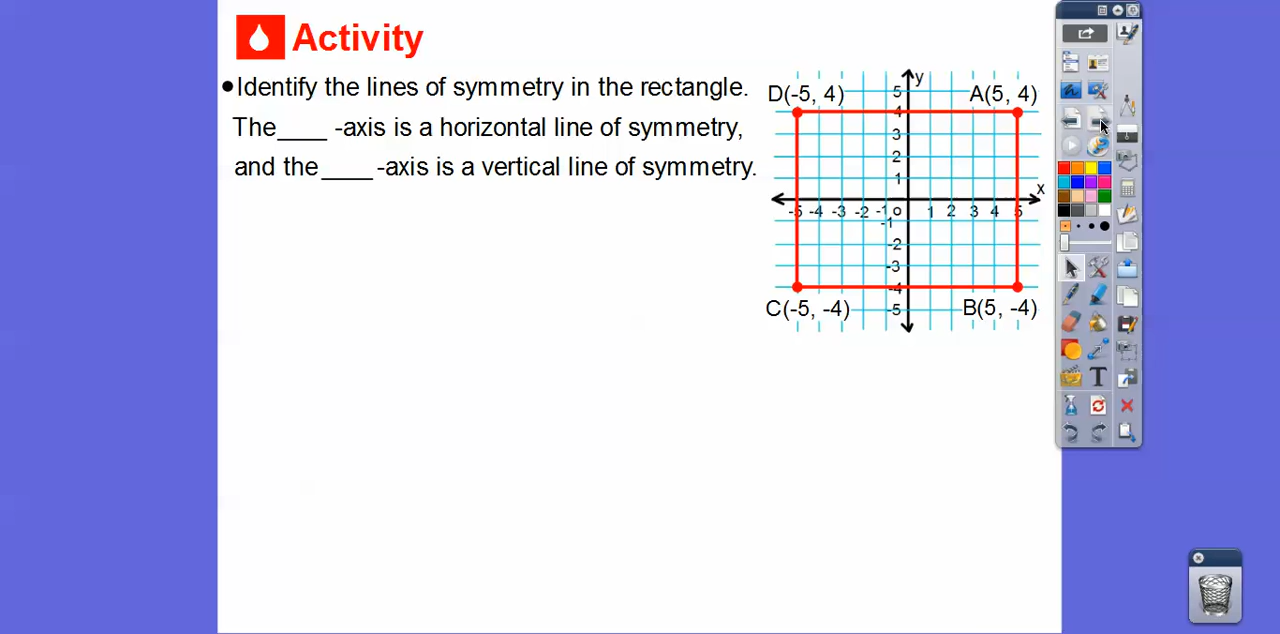 Activity
•Identify the lines of symmetry in the rectangle.
The____ -axis is a horizontal line of symmetry,
and the ____ -axis is a vertical line of symmetry.
y
D(-5, 4)
5
A(5, 4)
4
3
2
1
x
-5 -4 -3 -2 -1 o 1 2 3 4 5
-1
-2
-3
-4
C(-5, -4)
-5
B(5, -4)
T